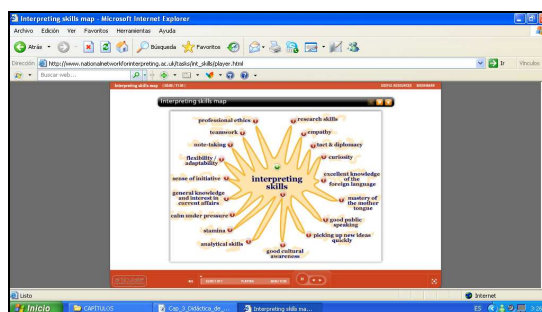 Interpreting skills map - Microsoft Internet Explorer
Archivo Edición Ver Favoritos Herramientas Ayuda
Atrás Búsqueda Favoritos
Dirección http://www.nationalnetworkforinterpreting.ac.uk/tasks/int_skills/player.html Ir Vínculos
Buscar web...
Interpreting skills map
Interpreting skills map
professional ethics
research skills
teamwork
empathy
note-taking
tact & diplomacy
flexibility /
adaptability
curiosity
sense of initiative
interpreting
skills
excellent knowledge
of the
foreign language
general knowledge
and interest in
current affairs
mastery of
the mother
tongue
calm under pressure
good public
speaking
stamina
picking up new ideas
quickly
analytical skills
good cultural
awareness
Listo
Internet
Inicio CAPITULOS Cap_3_Didáctica_de_... Interpreting skills ma... ES